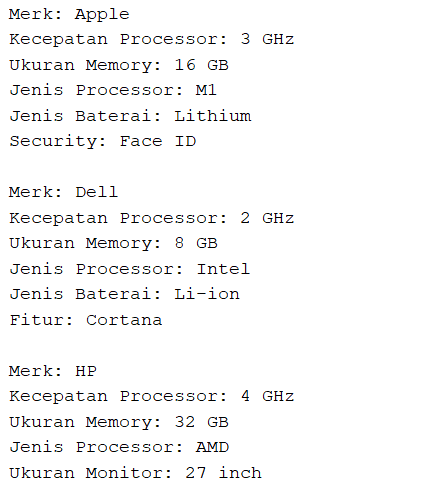 Merk: Apple
Kecepatan Processor: 3 GHz
Ukuran Memory: 16 GB
Jenis Processor: M1
Jenis Baterai: Lithium
Security: Face ID

Merk: Dell
Kecepatan Processor: 2 GHz
Ukuran Memory: 8 GB
Jenis Processor: Intel
Jenis Baterai: Li-ion
Fitur: Cortana

Merk: HP
Kecepatan Processor: 4 GHz
Ukuran Memory: 32 GB
Jenis Processor: AMD
Ukuran Monitor: 27 inch